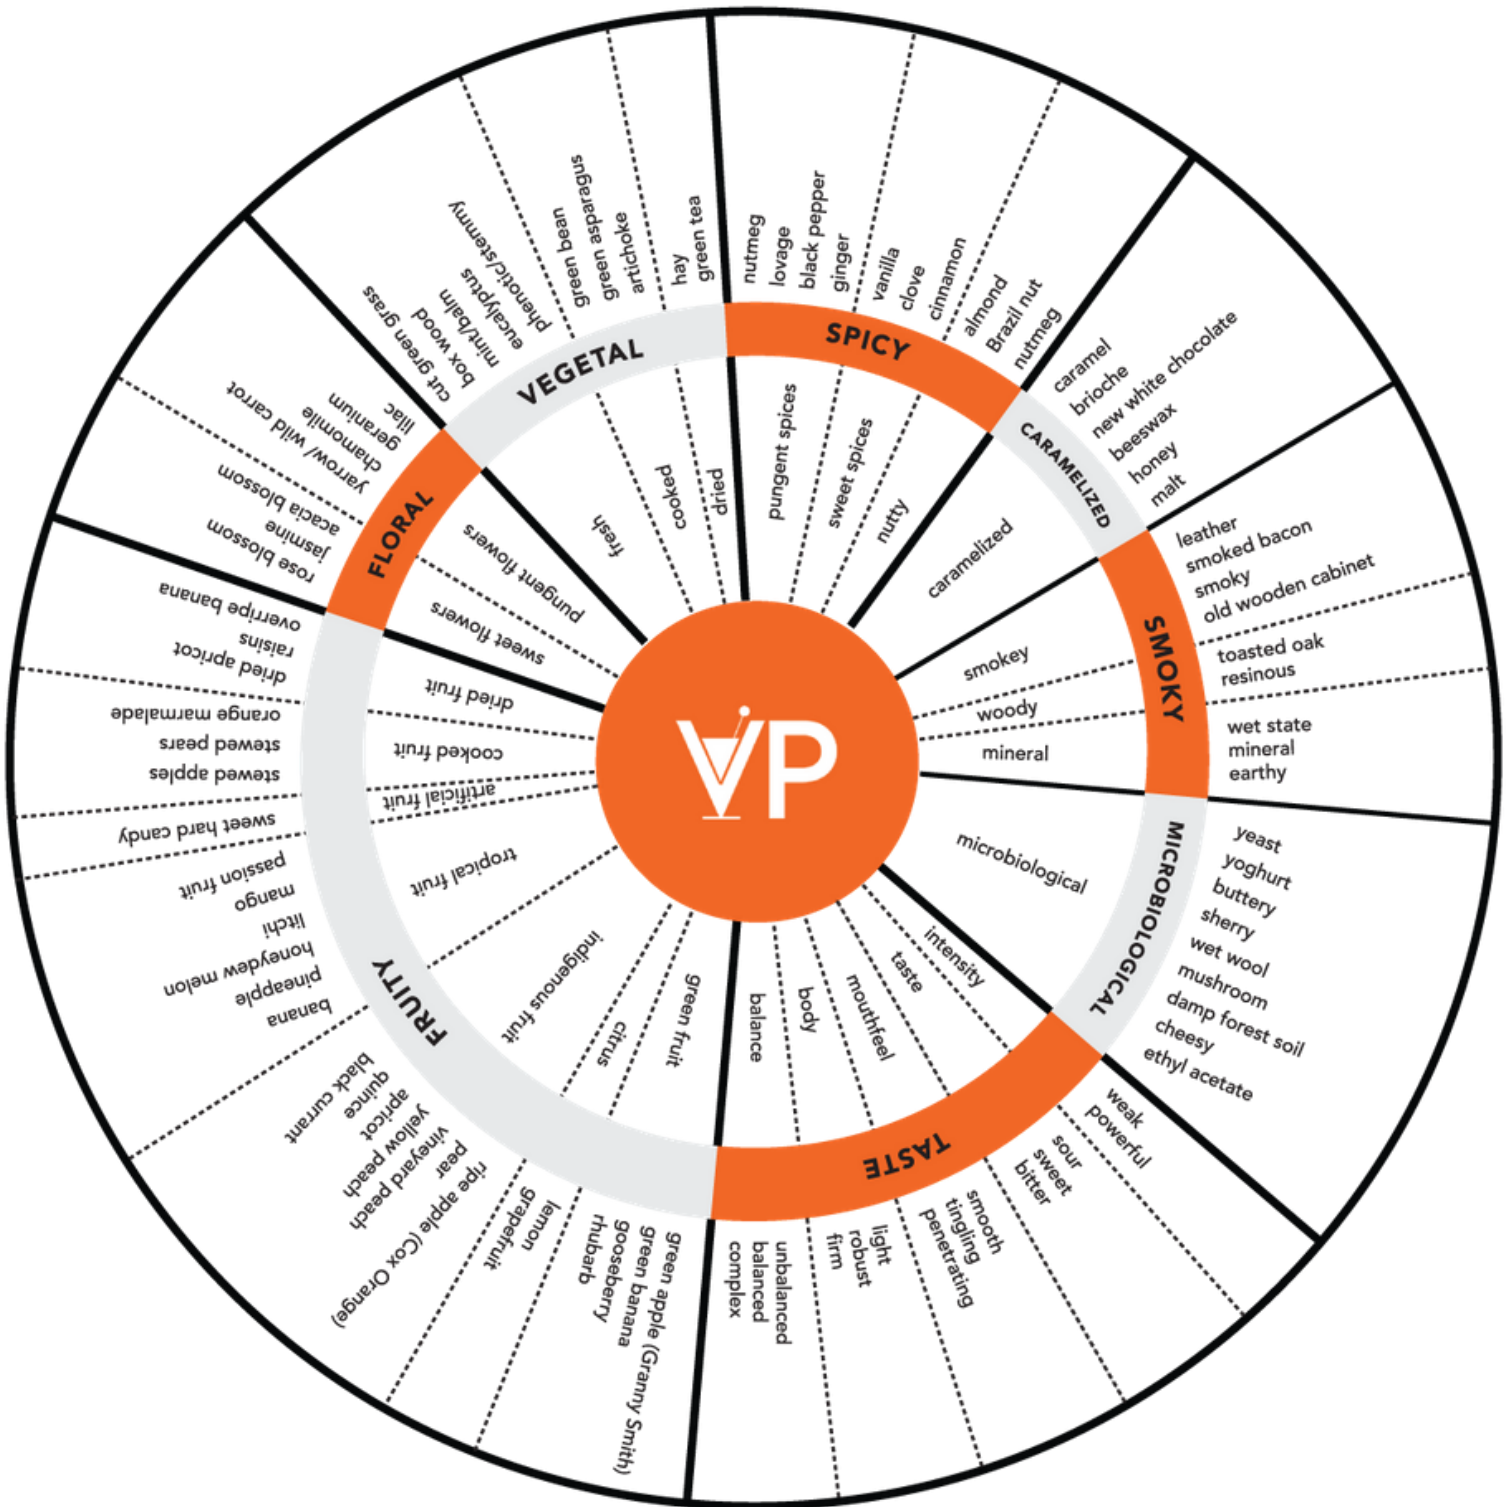 VP
SPICY
pungent spices
nutmeg
lovage
black pepper
ginger
sweet spices
vanilla
clove
cinnamon
nutty
almond
Brazil nut
nutmeg
CARAMELIZED
caramelized
caramel
brioche
new white chocolate
beeswax
honey
malt
SMOKY
smokey
leather
smoked bacon
smoky
old wooden cabinet
woody
toasted oak
resinous
mineral
wet state
mineral
earthy
MICROBIOLOGICAL
microbiological
yeast
yoghurt
buttery
sherry
wet wool
mushroom
damp forest soil
cheesy
ethyl acetate
TASTE
intensity
weak
powerful
taste
sour
sweet
bitter
mouthfeel
smooth
tingling
penetrating
body
light
robust
firm
balance
unbalanced
balanced
complex
FRUITY
green fruit
green apple (Granny Smith)
green banana
gooseberry
rhubarb
citrus
lemon
grapefruit
indigenous fruit
ripe apple (Cox Orange)
pear
vineyard peach
yellow peach
apricot
quince
black currant
tropical fruit
banana
pineapple
honeydew melon
litchi
mango
passion fruit
artificial fruit
sweet hard candy
cooked fruit
stewed apples
stewed pears
orange marmalade
dried fruit
dried apricot
raisins
overripe banana
FLORAL
sweet flowers
rose blossom
jasmine
acacia blossom
pungent flowers
yarrow/ wild carrot
chamomile
geranium
lilac
VEGETAL
fresh
cut green grass
box wood
mint/balm
eucalyptus
phenotic/stemmy
cooked
green bean
green asparagus
artichoke
dried
hay
green tea